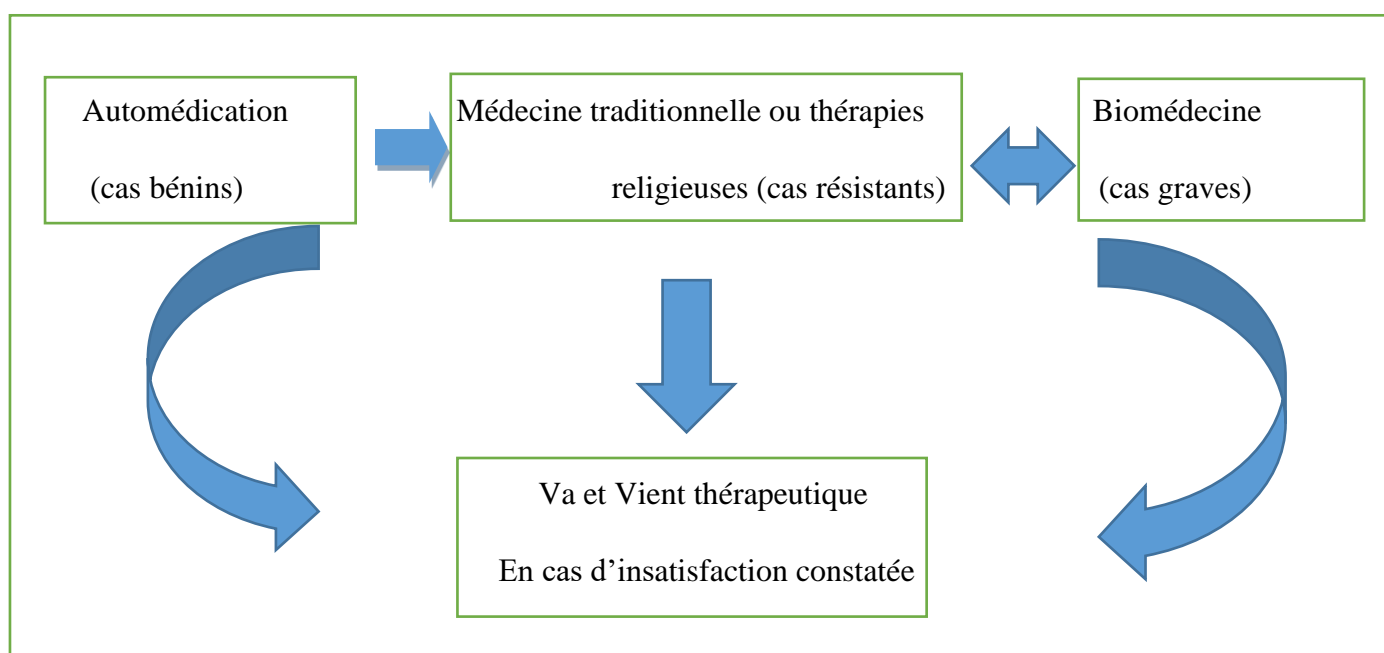 Automédication
(cas bénins)
Médecine traditionnelle ou thérapies
religieuses (cas résistants)
Biomédecine
(cas graves)
Va et Vient thérapeutique
En cas d’insatisfaction constatée